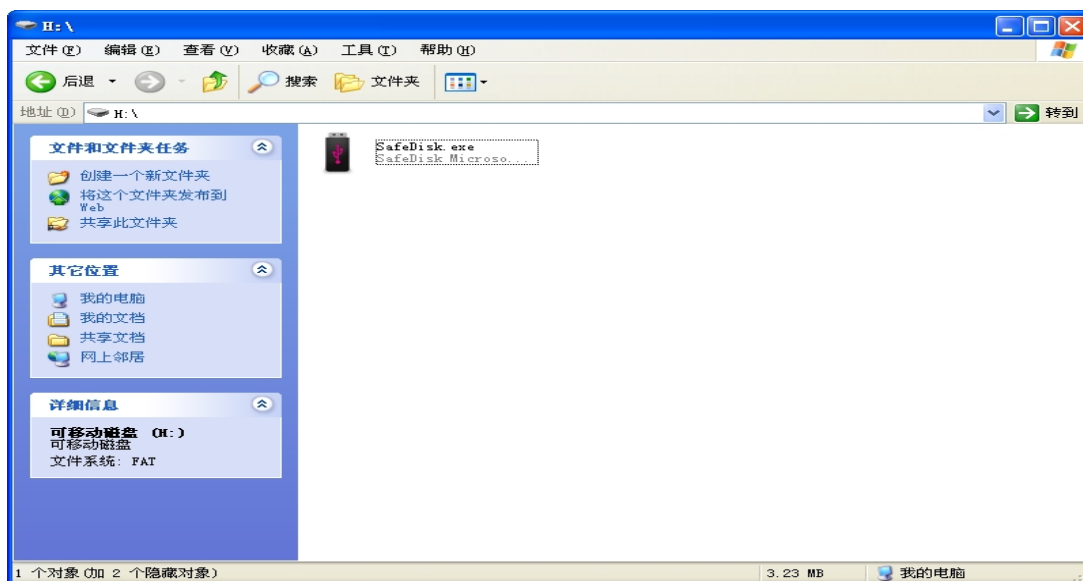 H:\
文件(F) 编辑(E) 查看(V) 收藏(A) 工具(T) 帮助(H)
后退 搜索 文件夹
地址(D) H:\ 转到
文件和文件夹任务
创建一个新文件夹
将这个文件夹发布到
Web
共享此文件夹
其它位置
我的电脑
我的文档
共享文档
网上邻居
详细信息
可移动磁盘 (H:)
可移动磁盘
文件系统: FAT
SafeDisk.exe
SafeDisk Microso...
1 个对象(加 2 个隐藏对象) 3.23 MB 我的电脑